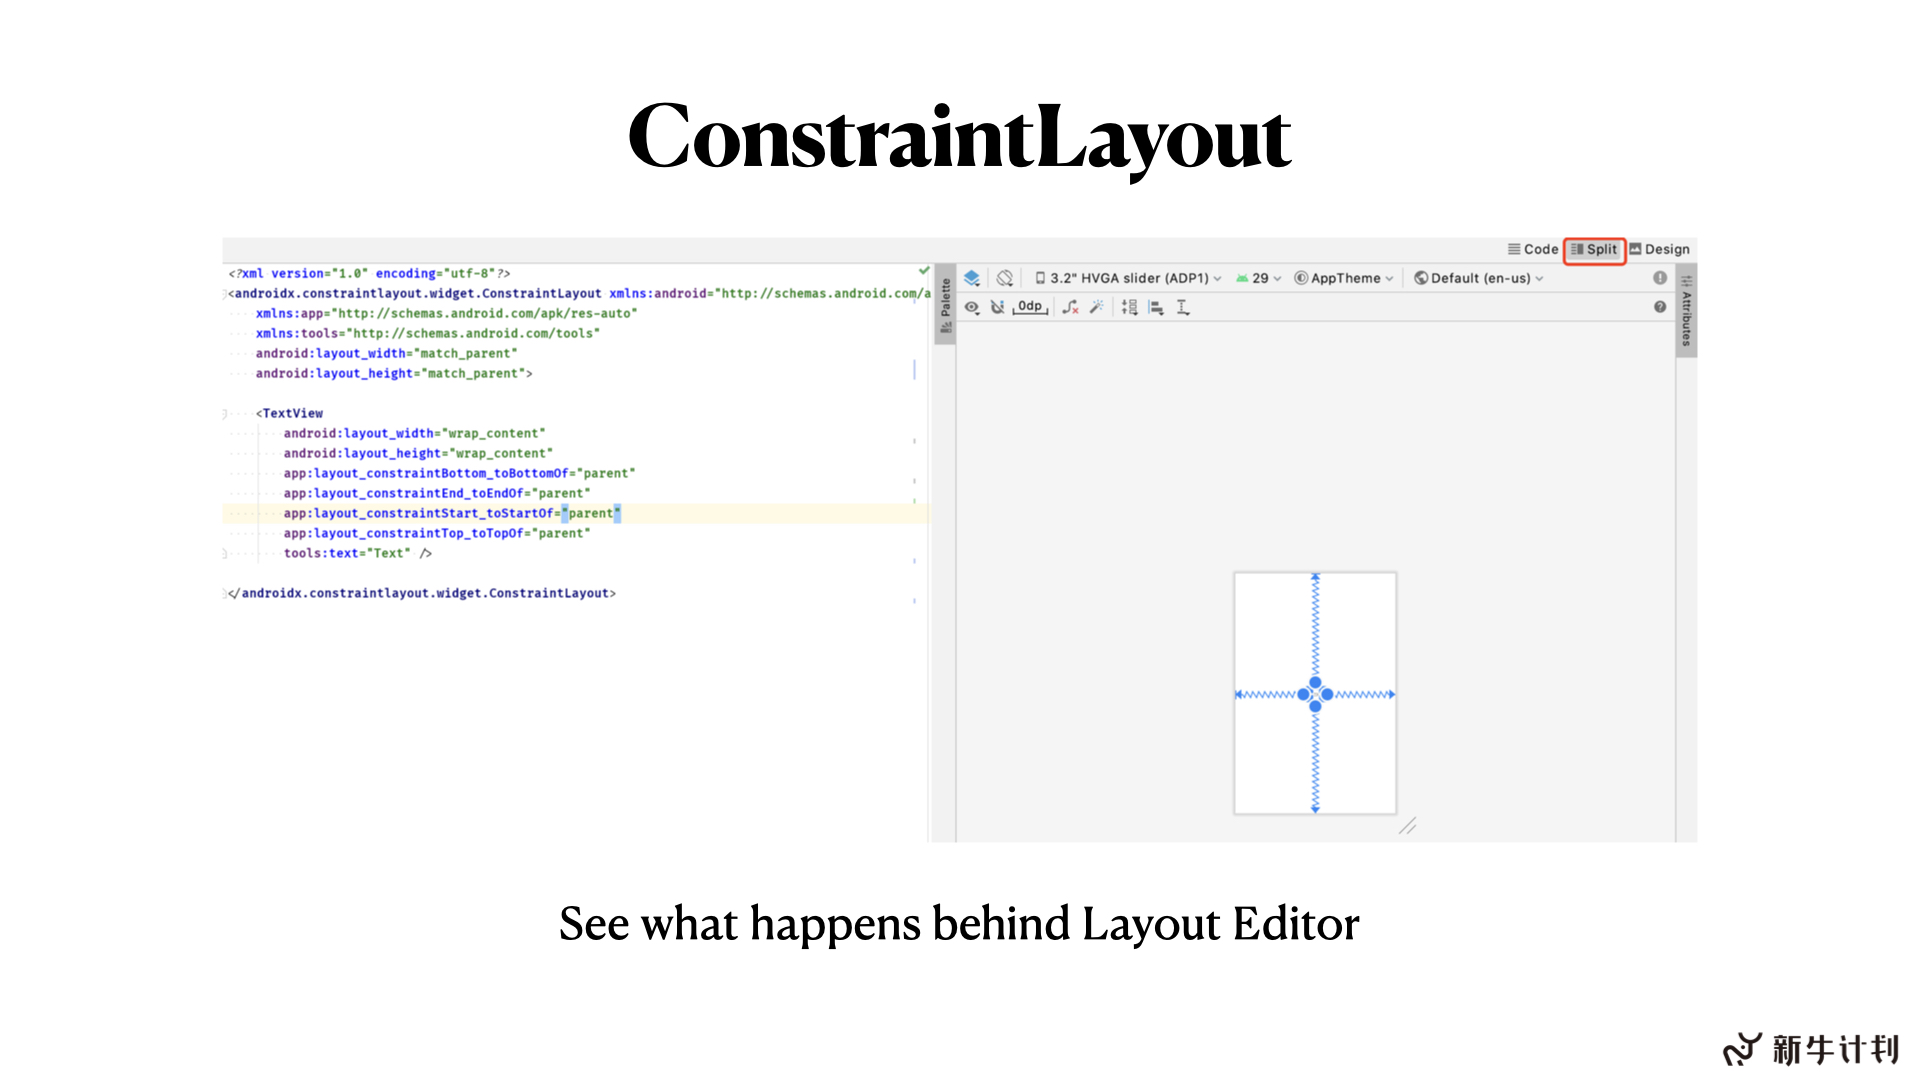 ConstraintLayout
Code Split Design
<?xml version="1.0" encoding="utf-8"?>
<androidx.constraintlayout.widget.ConstraintLayout xmlns:android="http://schemas.android.com/a
xmlns:app="http://schemas.android.com/apk/res-auto"
xmlns:tools="http://schemas.android.com/tools"
android:layout_width="match_parent"
android:layout_height="match_parent">
<TextView
android:layout_width="wrap_content"
android:layout_height="wrap_content"
app:layout_constraintBottom_toBottomOf="parent"
app:layout_constraintEnd_toEndOf="parent"
app:layout_constraintStart_toStartOf="parent"
app:layout_constraintTop_toTopOf="parent"
tools:text="Text" />
</androidx.constraintlayout.widget.ConstraintLayout>
Palette
3.2" HVGA slider (ADP1) 29 AppTheme Default (en-us)
0dp
Attributes
See what happens behind Layout Editor
新牛计划